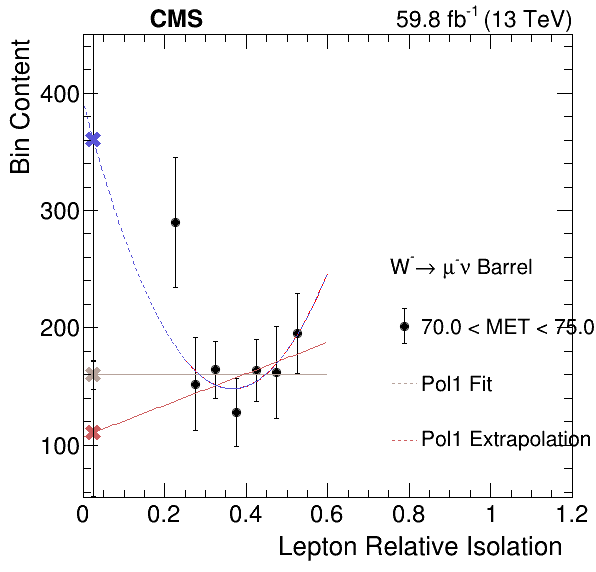 CMS 59.8 fb⁻¹ (13 TeV)
Bin Content
400
300
200
100
W⁻→ μ⁻ν Barrel
70.0 < MET < 75.0
Pol1 Fit
Pol1 Extrapolation
0 0.2 0.4 0.6 0.8 1 1.2
Lepton Relative Isolation